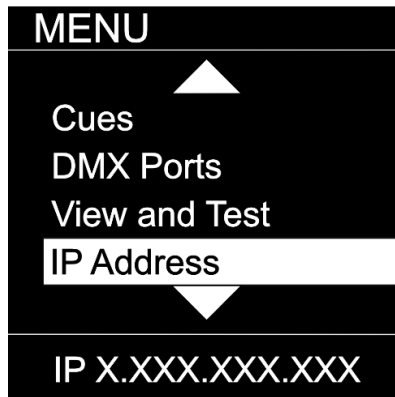 MENU
Cues
DMX Ports
View and Test
IP Address
IP X.XXX.XXX.XXX